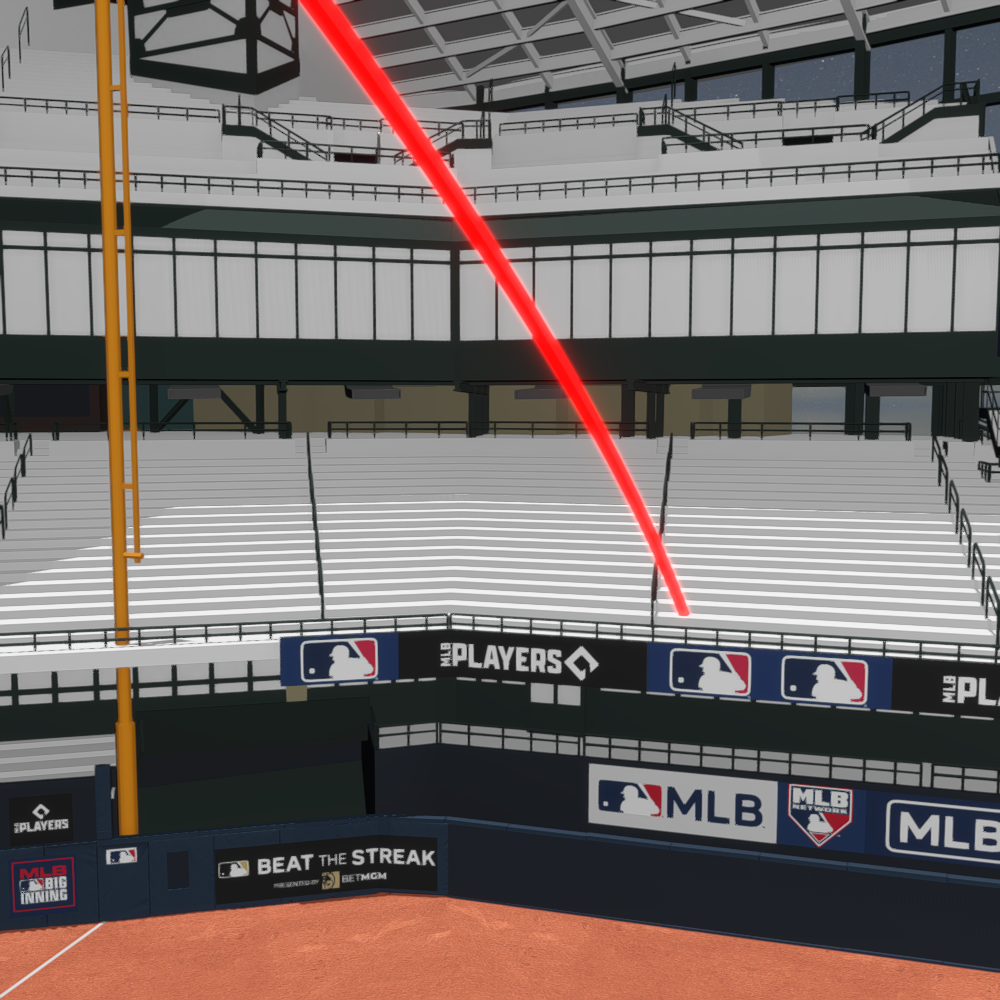 MLB PLAYERS
MLB PL
MLB
MLB NETWORK
MLB
MLB PLAYERS
BEAT THE STREAK
PRESENTED BY BETMGM
MLB
BIG
INNING